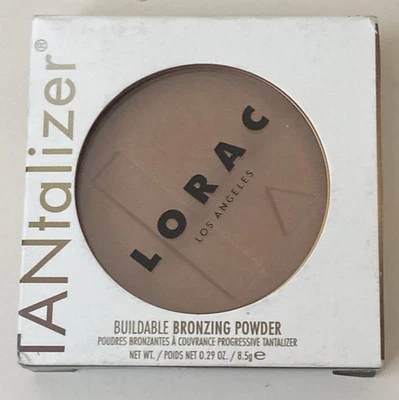 TANtalizer®
LORAC
LOS ANGELES
BUILDABLE BRONZING POWDER
POUDRES BRONZANTES À COUVRANCE PROGRESSIVE TANTALIZER
NET WT. / POIDS NET 0.29 OZ. / 8.5g ℮